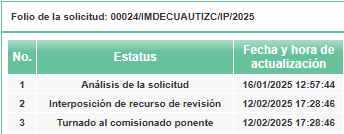 Folio de la solicitud: 00024/IMDECUAUTIZC/IP/2025
No. Estatus Fecha y hora de actualización
1 Análisis de la solicitud 16/01/2025 12:57:44
2 Interposición de recurso de revisión 12/02/2025 17:28:46
3 Turnado al comisionado ponente 12/02/2025 17:28:46